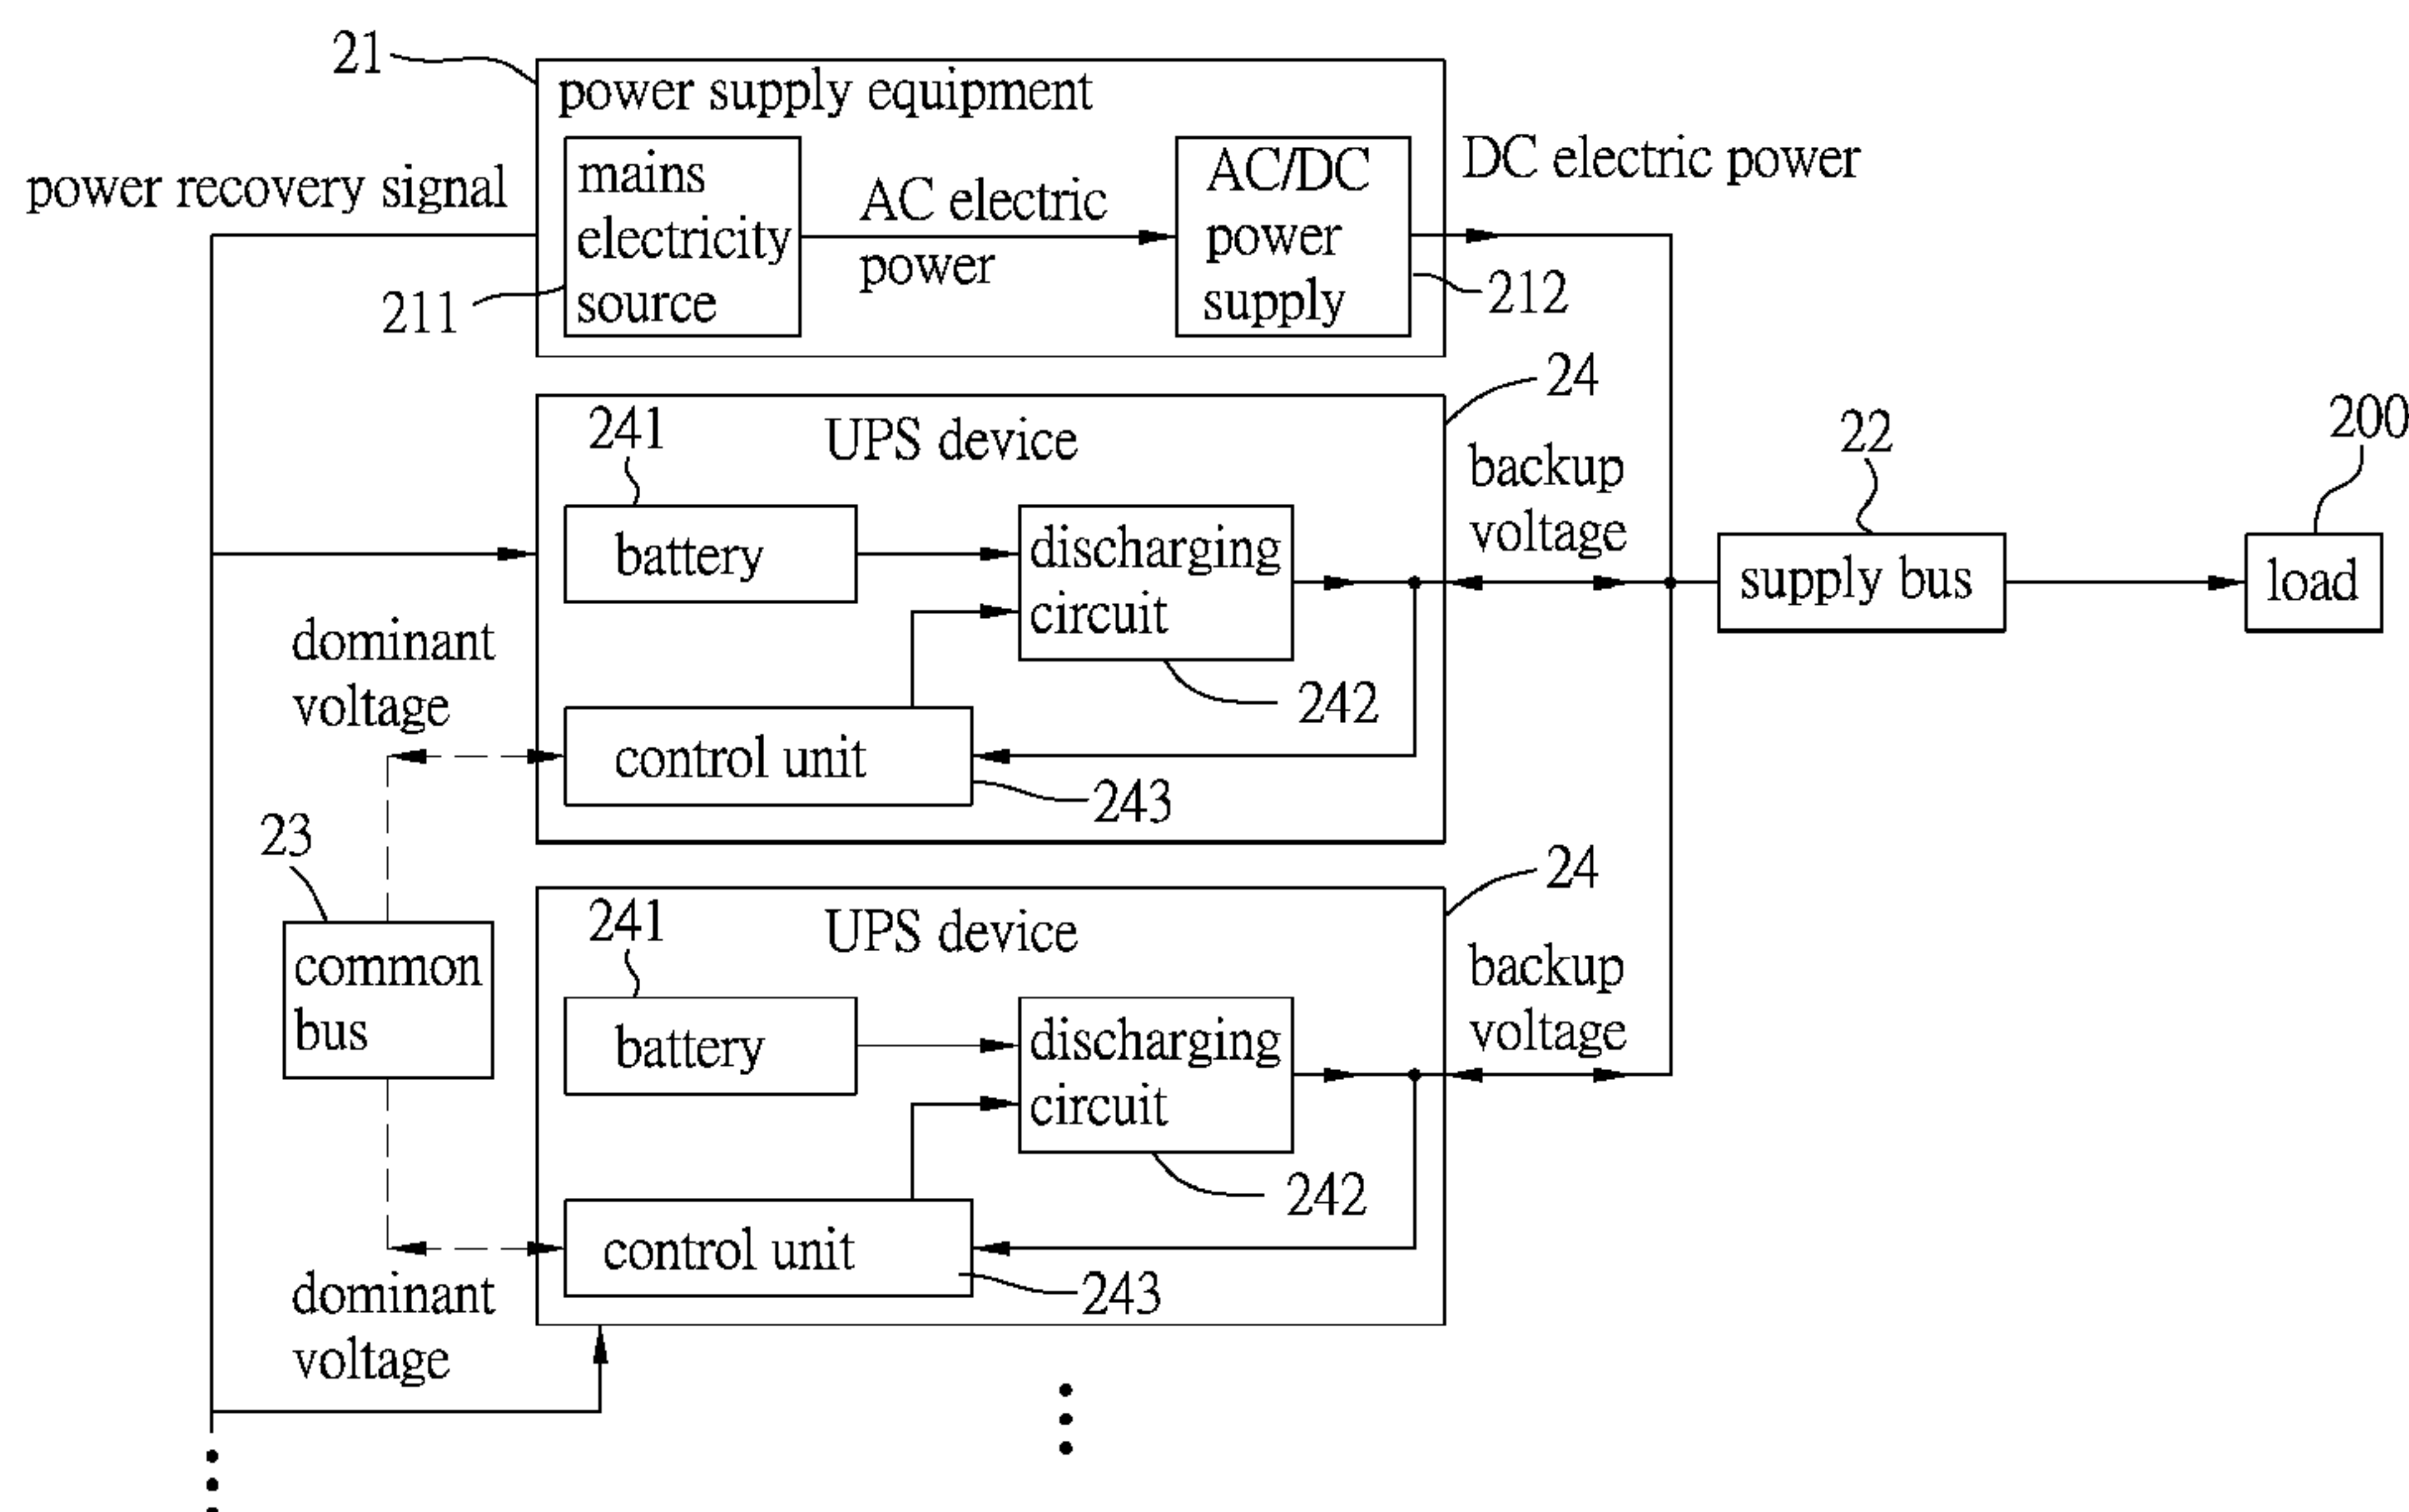 21
power supply equipment
power recovery signal
mains
electricity
source
211
AC electric
power
AC/DC
power
supply
212
DC electric power
24
241
UPS device
battery
discharging
circuit
242
control unit
243
backup
voltage
22
supply bus
200
load
dominant
voltage
23
common
bus
24
241
UPS device
battery
discharging
circuit
242
control unit
243
backup
voltage
dominant
voltage